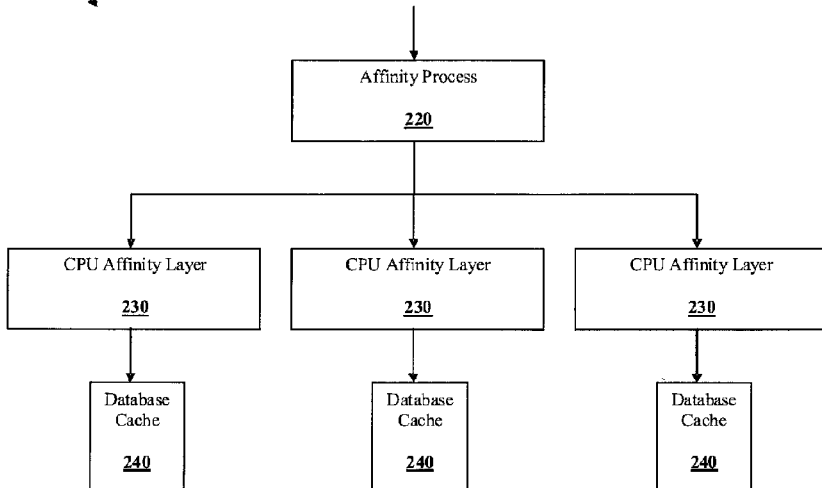 Affinity Process
220
CPU Affinity Layer
230
CPU Affinity Layer
230
CPU Affinity Layer
230
Database
Cache
240
Database
Cache
240
Database
Cache
240